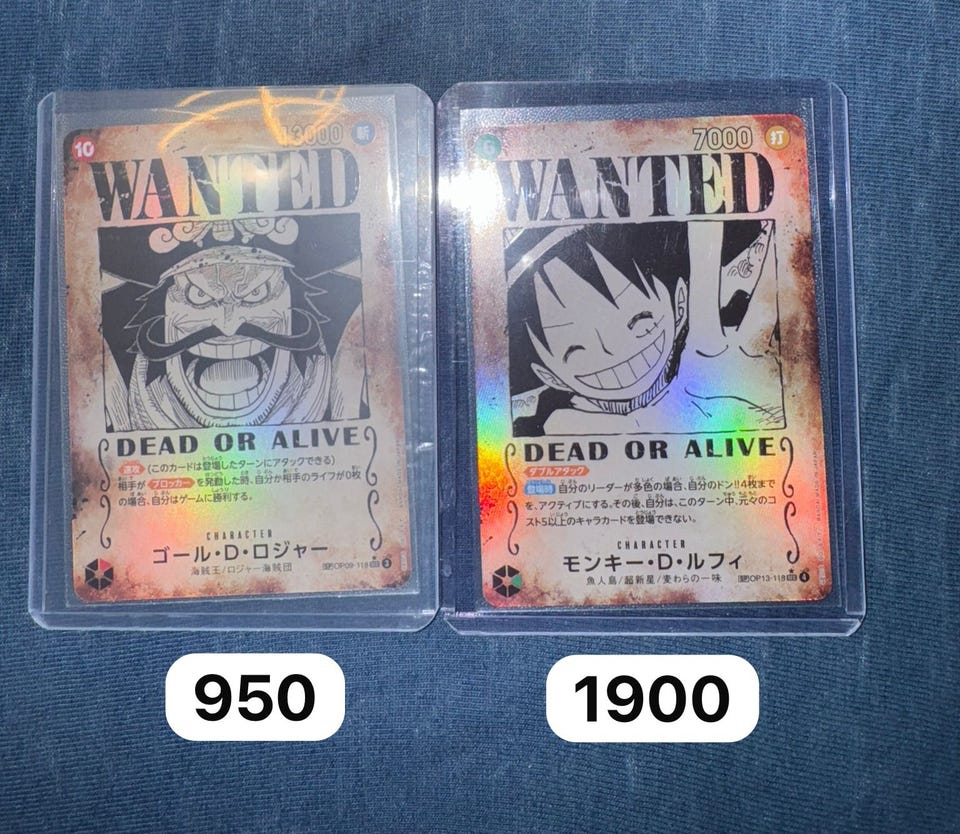 10
13000
斬
WANTED
DEAD OR ALIVE
速攻 (このカードは登場したターンにアタックできる)
相手が ブロッカー を発動した時、自分か相手のライフが0枚
の場合、自分はゲームに勝利する。
CHARACTER
ゴール・D・ロジャー
海賊王/ロジャー海賊団
SP OP09-118 SEC 3
6
7000
打
WANTED
DEAD OR ALIVE
ダブルアタック
登場時 自分のリーダーが多色の場合、自分のドン!!4枚まで
を、アクティブにする。その後、自分は、このターン中、元々のコ
スト5以上のキャラカードを登場できない。
CHARACTER
モンキー・D・ルフィ
魚人島/超新星/麦わらの一味
SP OP13-118 SEC 4
950
1900